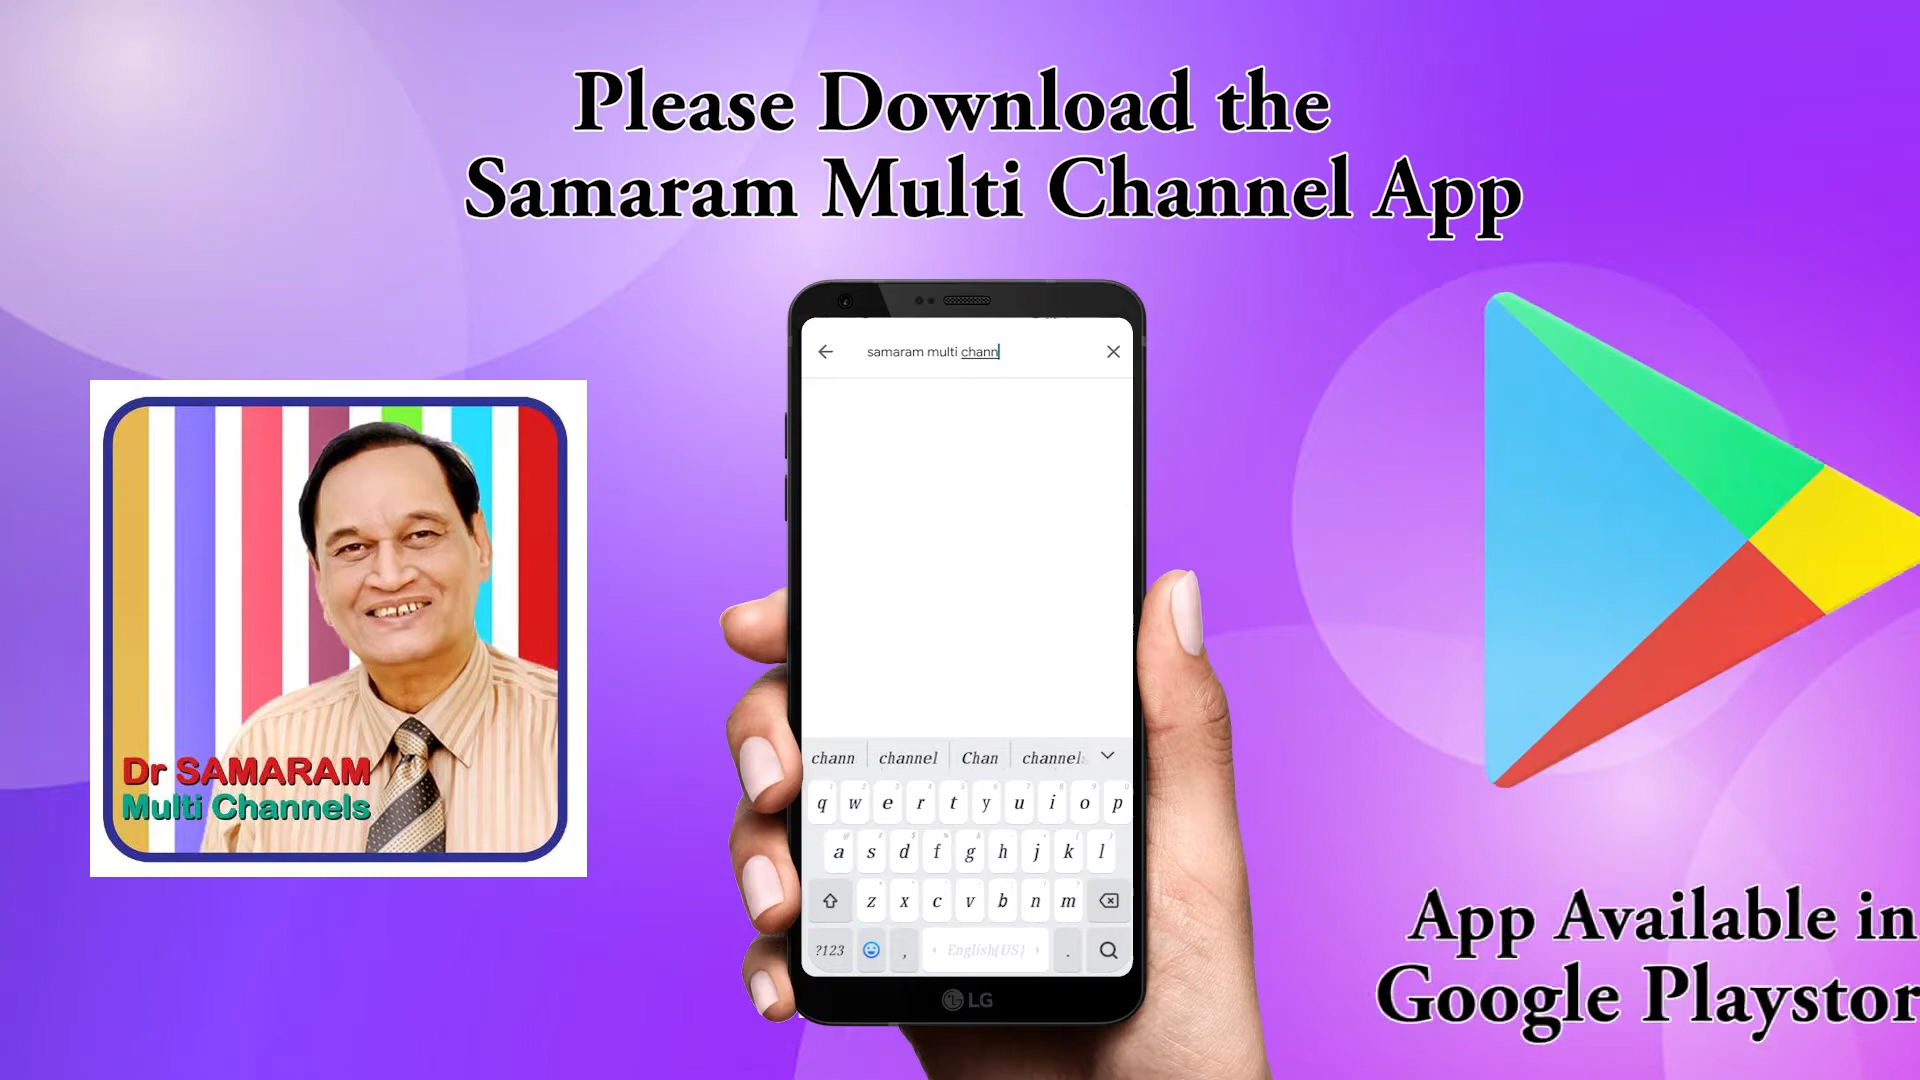 Please Download the
Samaram Multi Channel App
samaram multi chann
Dr SAMARAM
Multi Channels
chann channel Chan channels
q w e r t y u i o p
a s d f g h j k l
z x c v b n m
?123 , English(US) .
LG
App Available in
Google Playstor